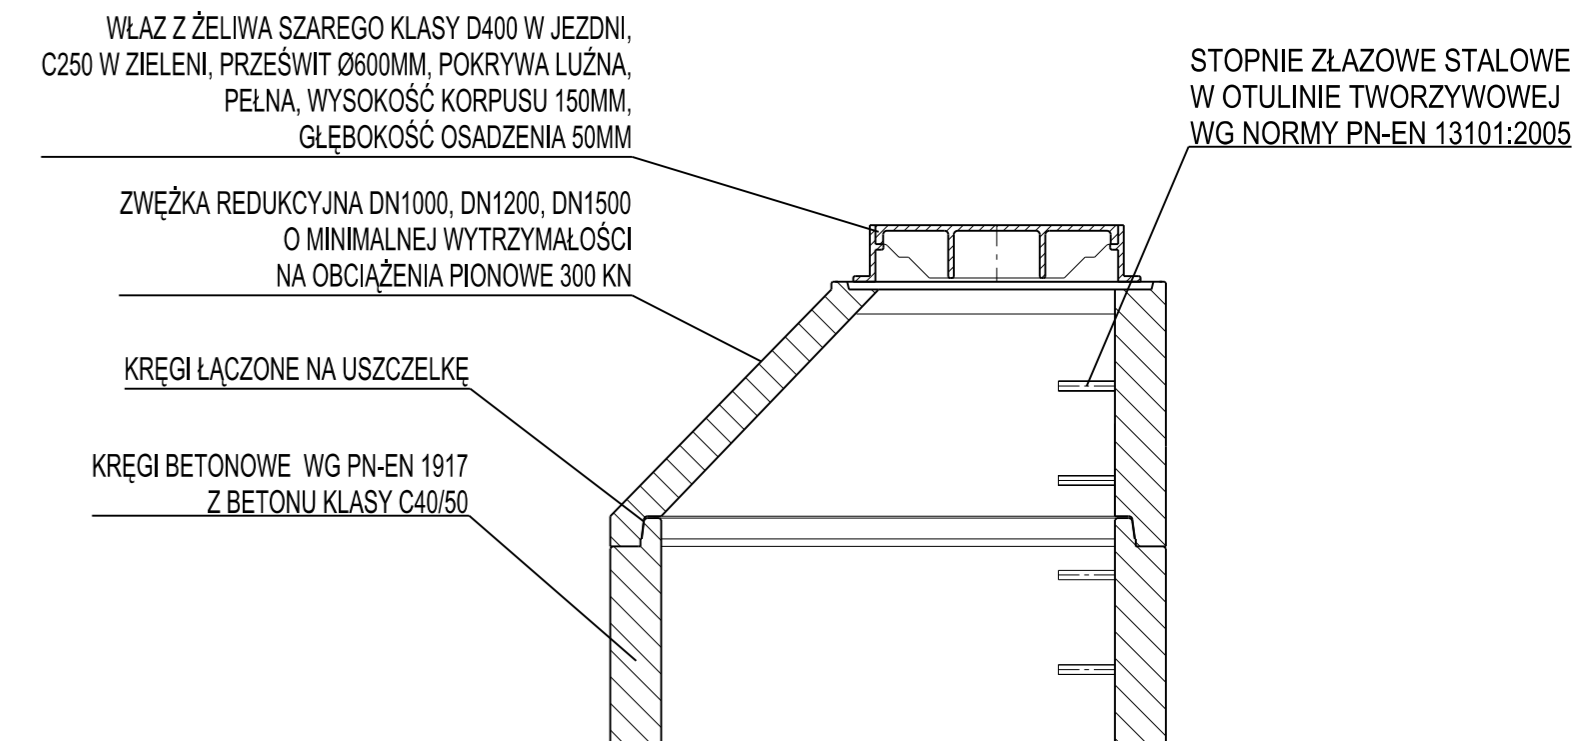 WŁAZ Z ŻELIWA SZAREGO KLASY D400 W JEZDNI,
C250 W ZIELENI, PRZEŚWIT Ø600MM, POKRYWA LUŹNA,
PEŁNA, WYSOKOŚĆ KORPUSU 150MM,
GŁĘBOKOŚĆ OSADZENIA 50MM
ZWĘŻKA REDUKCYJNA DN1000, DN1200, DN1500
O MINIMALNEJ WYTRZYMAŁOŚCI
NA OBCIĄŻENIA PIONOWE 300 KN
KRĘGI ŁĄCZONE NA USZCZELKĘ
KRĘGI BETONOWE WG PN-EN 1917
Z BETONU KLASY C40/50
STOPNIE ZŁAZOWE STALOWE
W OTULINIE TWORZYWOWEJ
WG NORMY PN-EN 13101:2005